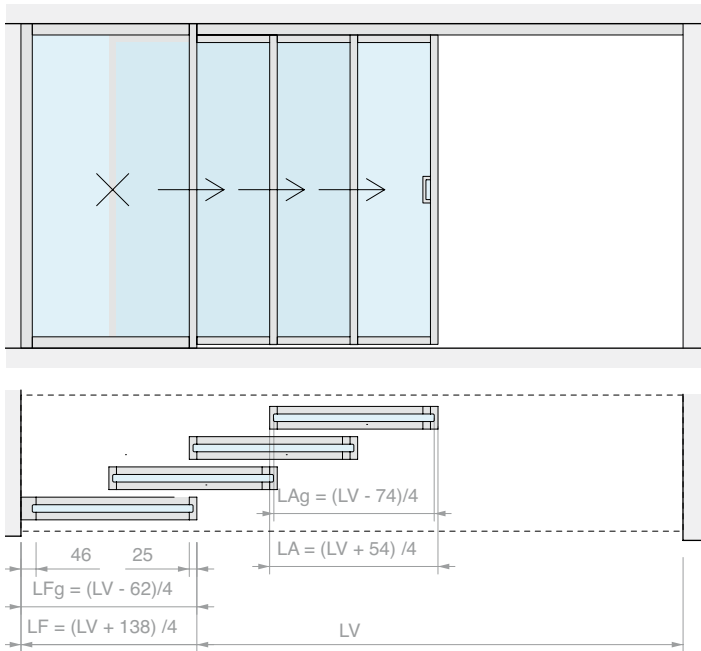 LAg = (LV - 74)/4
46 25
LA = (LV + 54) /4
LFg = (LV - 62)/4
LF = (LV + 138) /4
LV